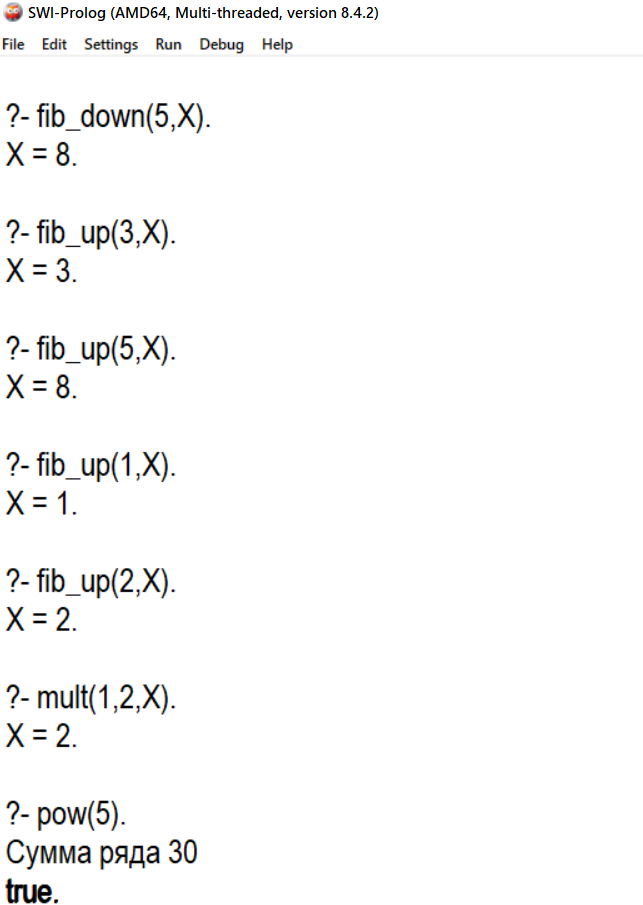 SWI-Prolog (AMD64, Multi-threaded, version 8.4.2)
File Edit Settings Run Debug Help
?- fib_down(5,X).
X = 8.
?- fib_up(3,X).
X = 3.
?- fib_up(5,X).
X = 8.
?- fib_up(1,X).
X = 1.
?- fib_up(2,X).
X = 2.
?- mult(1,2,X).
X = 2.
?- pow(5).
Сумма ряда 30
true.